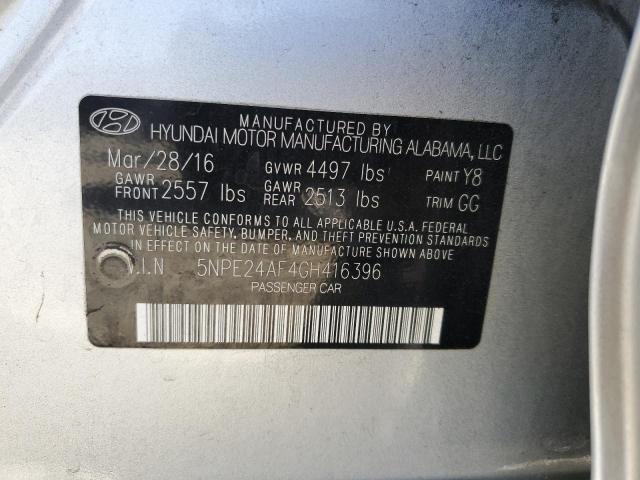 MANUFACTURED BY
HYUNDAI MOTOR MANUFACTURING ALABAMA, LLC
Mar/28/16 GVWR 4497 lbs PAINT Y8
GAWR FRONT 2557 lbs GAWR REAR 2513 lbs TRIM GG
THIS VEHICLE CONFORMS TO ALL APPLICABLE U.S.A. FEDERAL
MOTOR VEHICLE SAFETY, BUMPER, AND THEFT PREVENTION STANDARDS
IN EFFECT ON THE DATE OF MANUFACTURE SHOWN ABOVE
V.I.N 5NPE24AF4GH416396
PASSENGER CAR